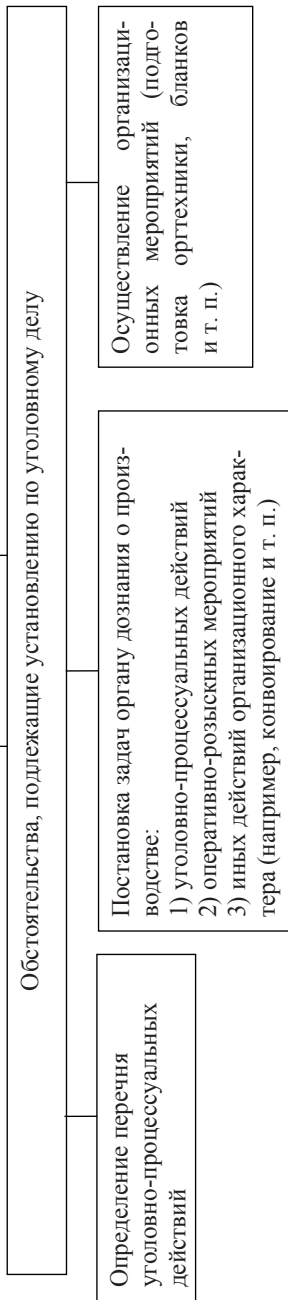 Обстоятельства, подлежащие установлению по уголовному делу
Определение перечня
уголовно-процессуальных
действий
Постановка задач органу дознания о произ-
водстве:
1) уголовно-процессуальных действий
2) оперативно-розыскных мероприятий
3) иных действий организационного харак-
тера (например, конвоирование и т. п.)
Осуществление организаци-
онных мероприятий (подго-
товка оргтехники, бланков
и т. п.)